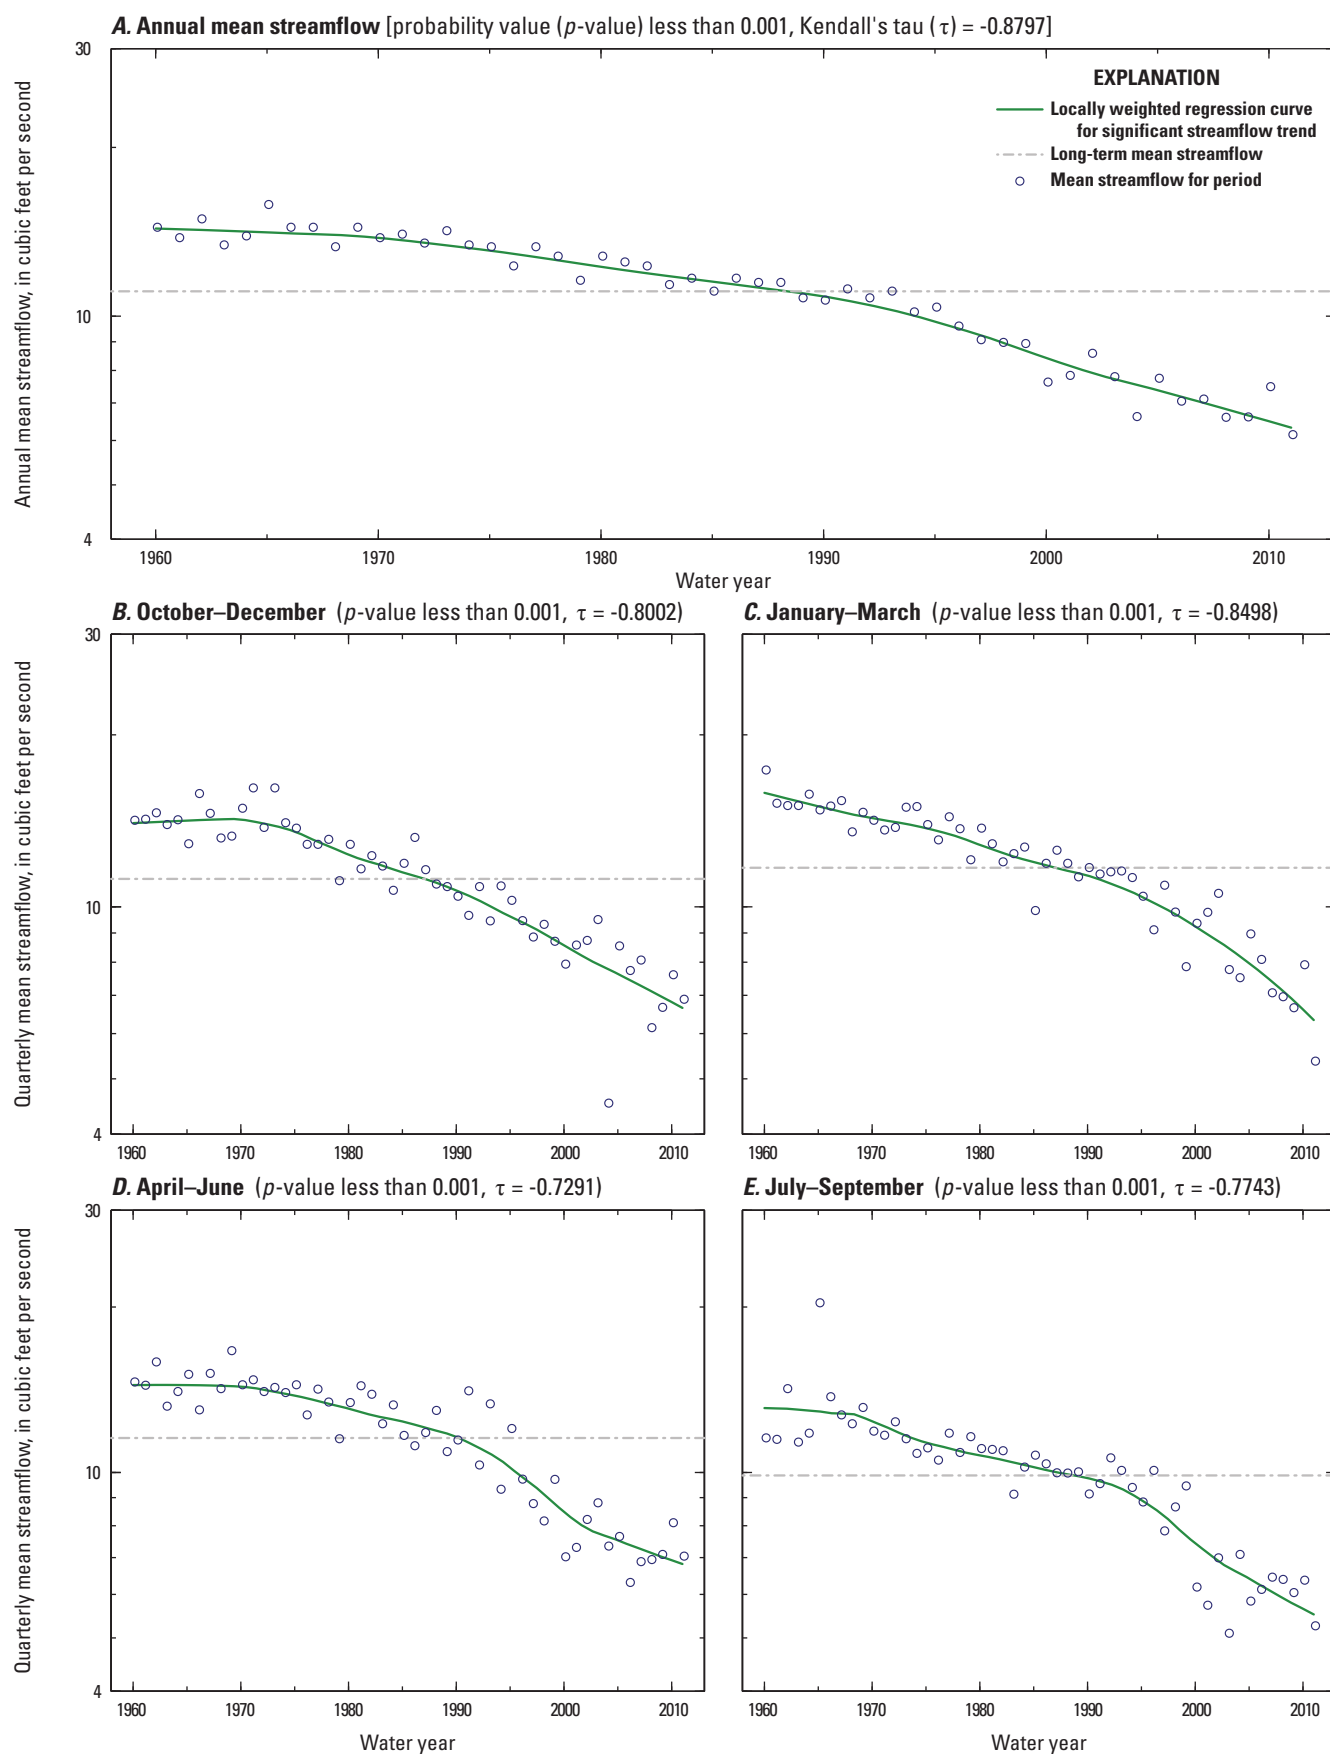 A. Annual mean streamflow [probability value (p-value) less than 0.001, Kendall's tau (τ) = -0.8797]
30
10
4
Annual mean streamflow, in cubic feet per second
EXPLANATION
Locally weighted regression curve
for significant streamflow trend
Long-term mean streamflow
Mean streamflow for period
1960 1970 1980 1990 2000 2010
Water year
B. October–December (p-value less than 0.001, τ = -0.8002)
30
10
4
Quarterly mean streamflow, in cubic feet per second
1960 1970 1980 1990 2000 2010
C. January–March (p-value less than 0.001, τ = -0.8498)
1960 1970 1980 1990 2000 2010
D. April–June (p-value less than 0.001, τ = -0.7291)
30
10
4
Quarterly mean streamflow, in cubic feet per second
1960 1970 1980 1990 2000 2010
Water year
E. July–September (p-value less than 0.001, τ = -0.7743)
1960 1970 1980 1990 2000 2010
Water year